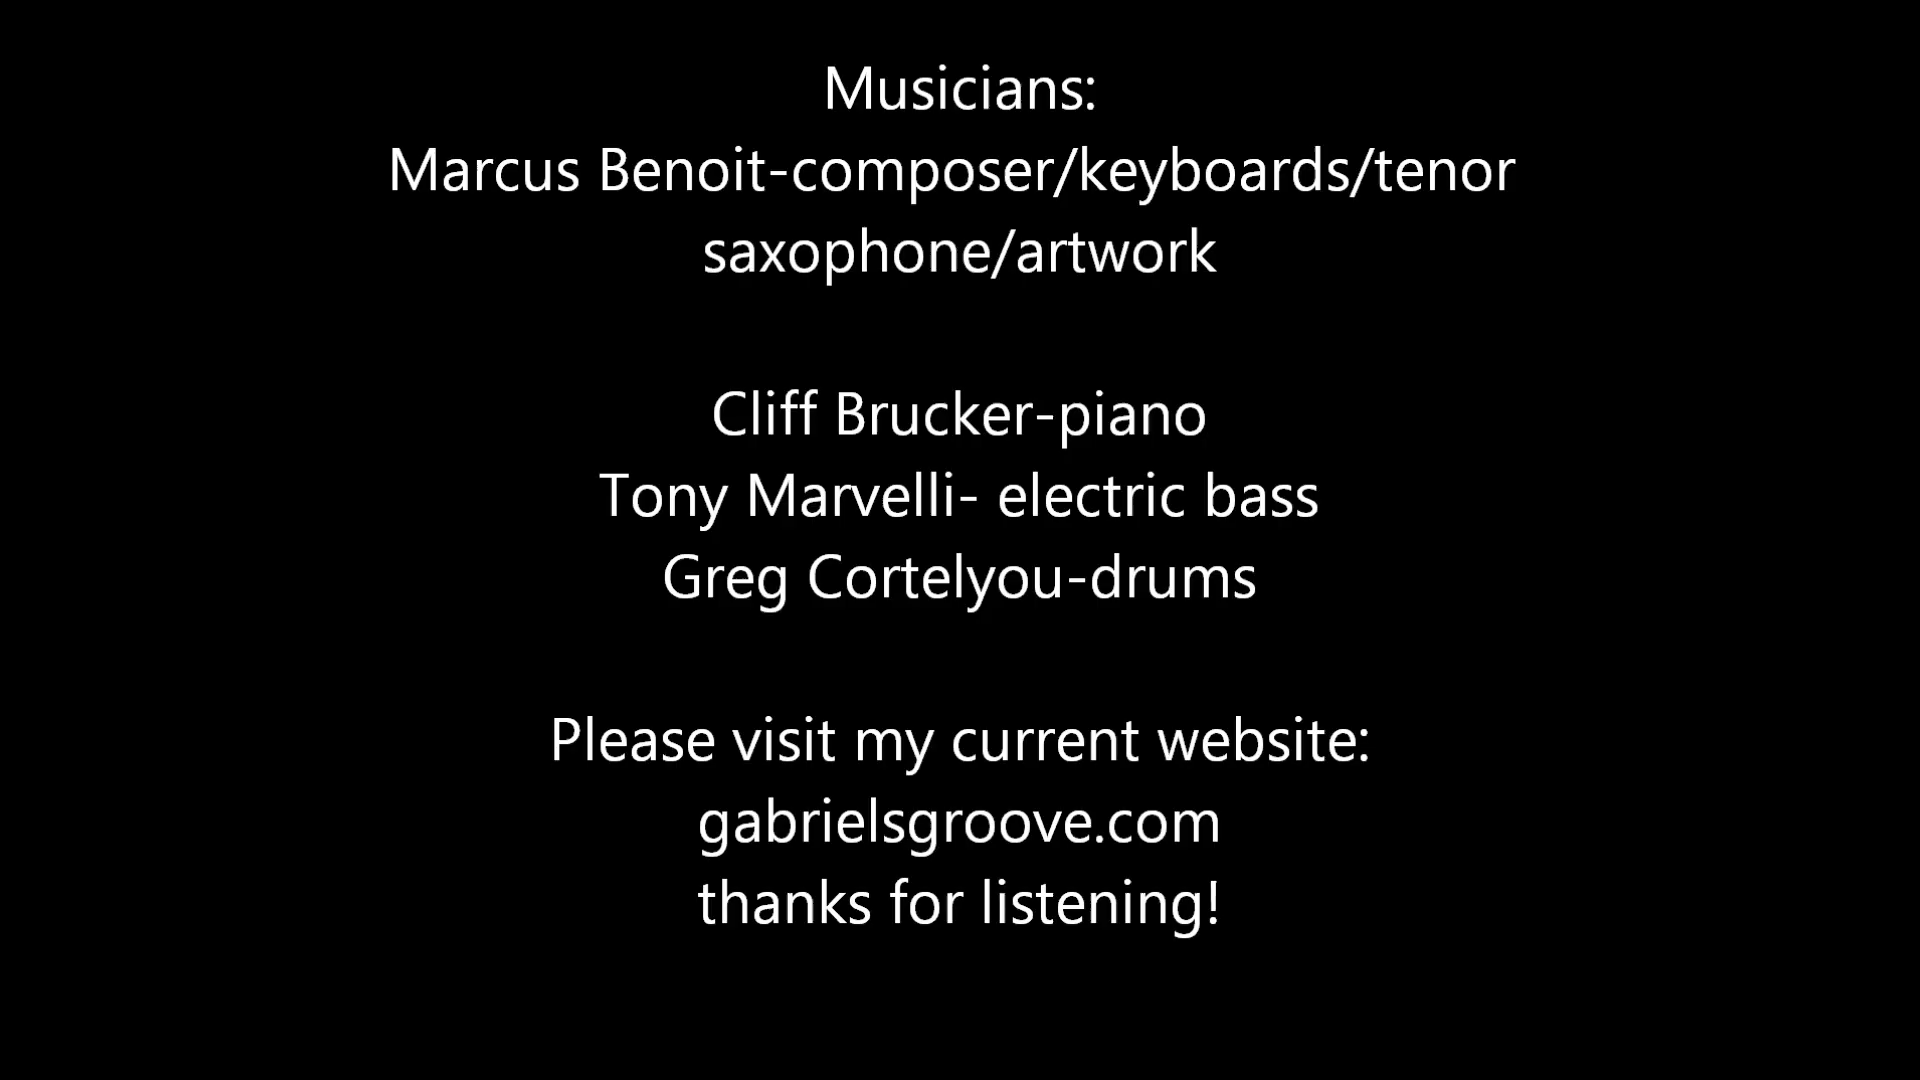 Musicians:
Marcus Benoit-composer/keyboards/tenor
saxophone/artwork
Cliff Brucker-piano
Tony Marvelli- electric bass
Greg Cortelyou-drums
Please visit my current website:
gabrielsgroove.com
thanks for listening!